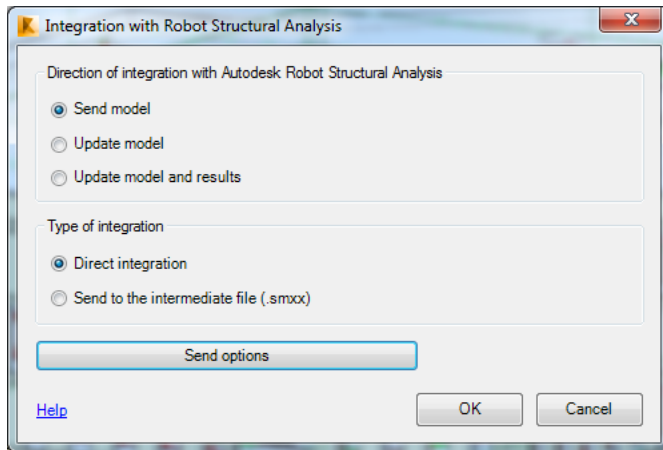 Integration with Robot Structural Analysis
Direction of integration with Autodesk Robot Structural Analysis
Send model
Update model
Update model and results
Type of integration
Direct integration
Send to the intermediate file (.smxx)
Send options
Help
OK
Cancel